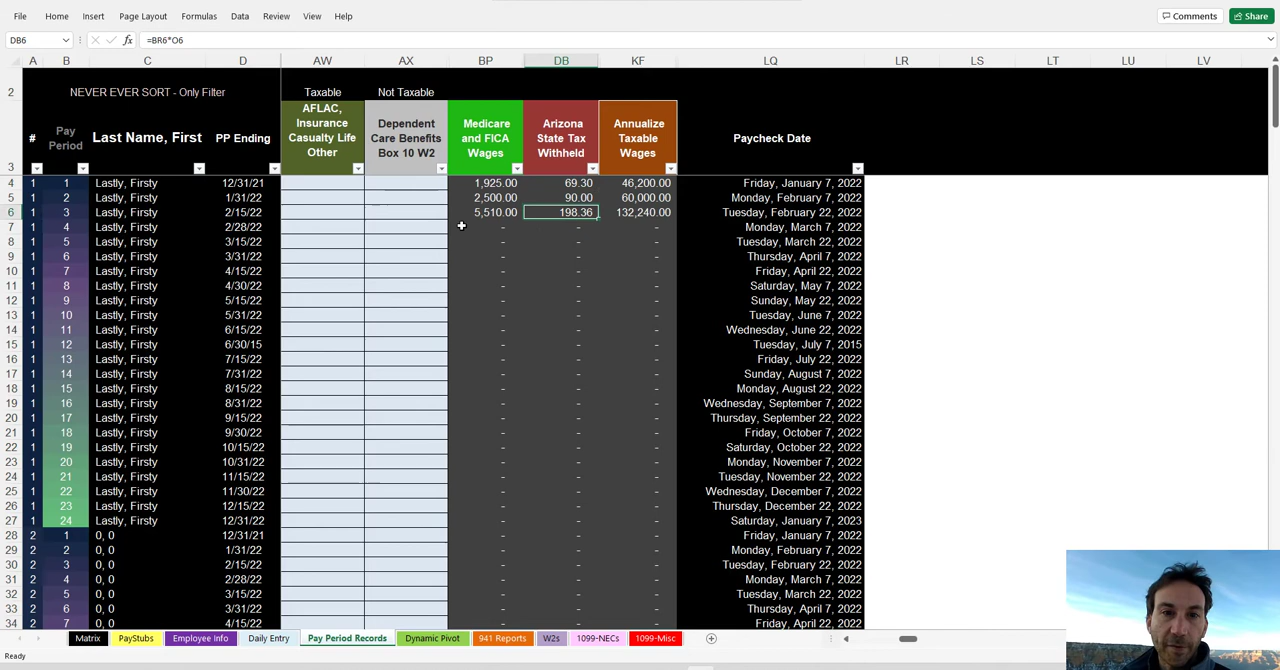 File Home Insert Page Layout Formulas Data Review View Help Comments Share
DB6 fx =BR6*O6
A B C D AW AX BP DB KF LQ LR LS LT LU LV
2 NEVER EVER SORT - Only Filter Taxable Not Taxable
3 # Pay Period Last Name, First PP Ending AFLAC, Insurance Casualty Life Other Dependent Care Benefits Box 10 W2 Medicare and FICA Wages Arizona State Tax Withheld Annualize Taxable Wages Paycheck Date
4 1 1 Lastly, Firsty 12/31/21 1,925.00 69.30 46,200.00 Friday, January 7, 2022
5 1 2 Lastly, Firsty 1/31/22 2,500.00 90.00 60,000.00 Monday, February 7, 2022
6 1 3 Lastly, Firsty 2/15/22 5,510.00 198.36 132,240.00 Tuesday, February 22, 2022
7 1 4 Lastly, Firsty 2/28/22 - - - Monday, March 7, 2022
8 1 5 Lastly, Firsty 3/15/22 - - - Tuesday, March 22, 2022
9 1 6 Lastly, Firsty 3/31/22 - - - Thursday, April 7, 2022
10 1 7 Lastly, Firsty 4/15/22 - - - Friday, April 22, 2022
11 1 8 Lastly, Firsty 4/30/22 - - - Saturday, May 7, 2022
12 1 9 Lastly, Firsty 5/15/22 - - - Sunday, May 22, 2022
13 1 10 Lastly, Firsty 5/31/22 - - - Tuesday, June 7, 2022
14 1 11 Lastly, Firsty 6/15/22 - - - Wednesday, June 22, 2022
15 1 12 Lastly, Firsty 6/30/15 - - - Tuesday, July 7, 2015
16 1 13 Lastly, Firsty 7/15/22 - - - Friday, July 22, 2022
17 1 14 Lastly, Firsty 7/31/22 - - - Sunday, August 7, 2022
18 1 15 Lastly, Firsty 8/15/22 - - - Monday, August 22, 2022
19 1 16 Lastly, Firsty 8/31/22 - - - Wednesday, September 7, 2022
20 1 17 Lastly, Firsty 9/15/22 - - - Thursday, September 22, 2022
21 1 18 Lastly, Firsty 9/30/22 - - - Friday, October 7, 2022
22 1 19 Lastly, Firsty 10/15/22 - - - Saturday, October 22, 2022
23 1 20 Lastly, Firsty 10/31/22 - - - Monday, November 7, 2022
24 1 21 Lastly, Firsty 11/15/22 - - - Tuesday, November 22, 2022
25 1 22 Lastly, Firsty 11/30/22 - - - Wednesday, December 7, 2022
26 1 23 Lastly, Firsty 12/15/22 - - - Thursday, December 22, 2022
27 1 24 Lastly, Firsty 12/31/22 - - - Saturday, January 7, 2023
28 2 1 0, 0 12/31/21 - - - Friday, January 7, 2022
29 2 2 0, 0 1/31/22 - - - Monday, February 7, 2022
30 2 3 0, 0 2/15/22 - - - Tuesday, February 22, 2022
31 2 4 0, 0 2/28/22 - - - Monday, March 7, 2022
32 2 5 0, 0 3/15/22 - - - Tuesday, March 22, 2022
33 2 6 0, 0 3/31/22 - - - Thursday, April 7, 2022
34 2 7 0, 0 4/15/22 - - - Friday, April 22, 2022
Matrix PayStubs Employee Info Daily Entry Pay Period Records Dynamic Pivot 941 Reports W2s 1099-NECs 1099-Misc
Ready